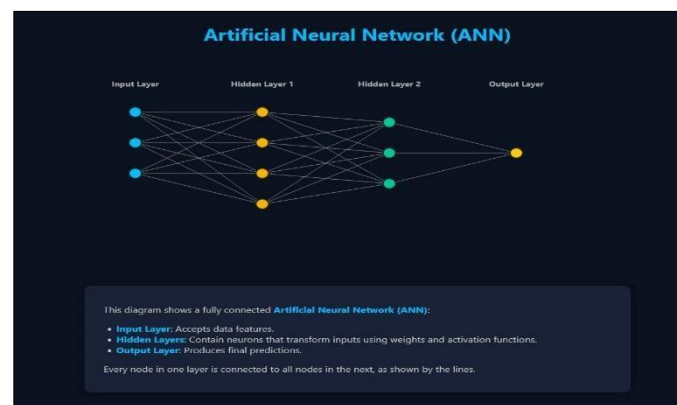 Artificial Neural Network (ANN)
Input Layer Hidden Layer 1 Hidden Layer 2 Output Layer
This diagram shows a fully connected Artificial Neural Network (ANN):
• Input Layer: Accepts data features.
• Hidden Layers: Contain neurons that transform inputs using weights and activation functions.
• Output Layer: Produces final predictions.
Every node in one layer is connected to all nodes in the next, as shown by the lines.